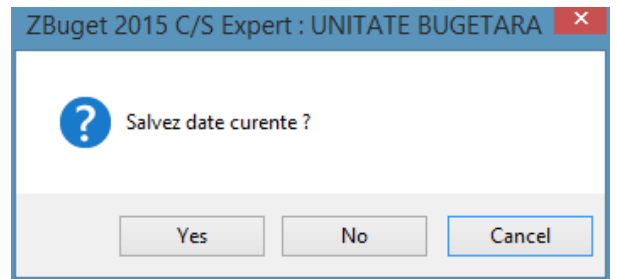 ZBuget 2015 C/S Expert : UNITATE BUGETARA
Salvez date curente ?
Yes No Cancel